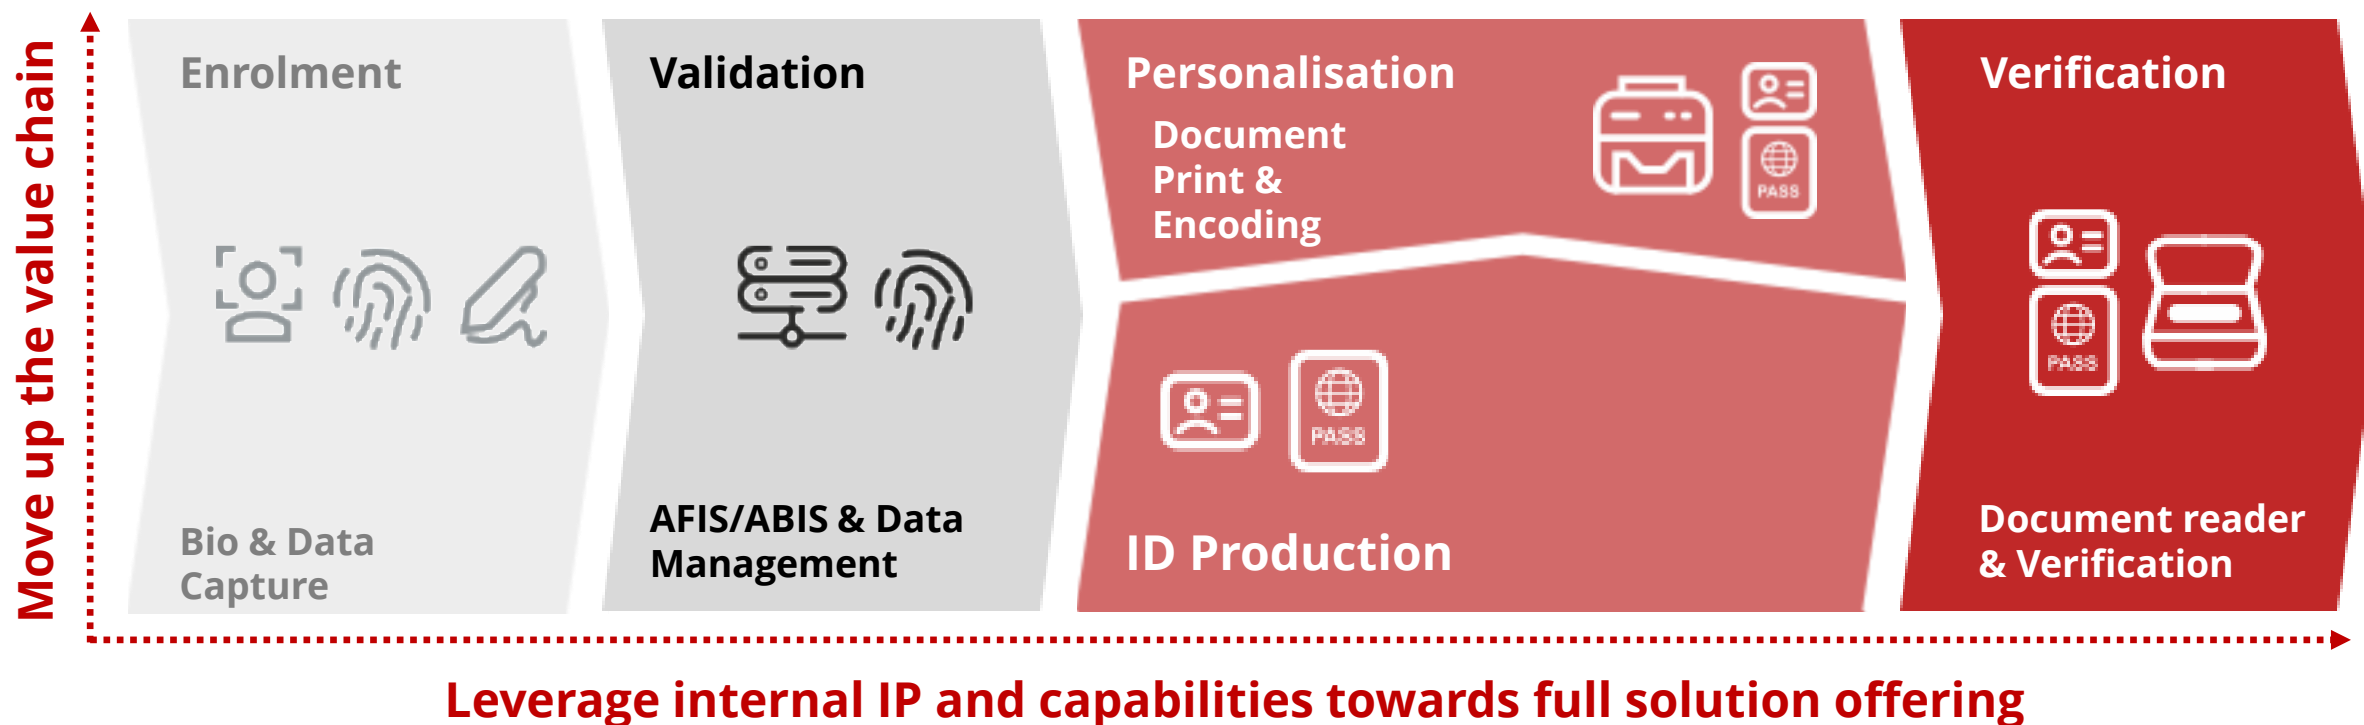 Move up the value chain
Enrolment
Bio & Data
Capture
Validation
AFIS/ABIS & Data
Management
Personalisation
Document
Print &
Encoding
PASS
PASS
ID Production
Verification
PASS
Document reader
& Verification
Leverage internal IP and capabilities towards full solution offering